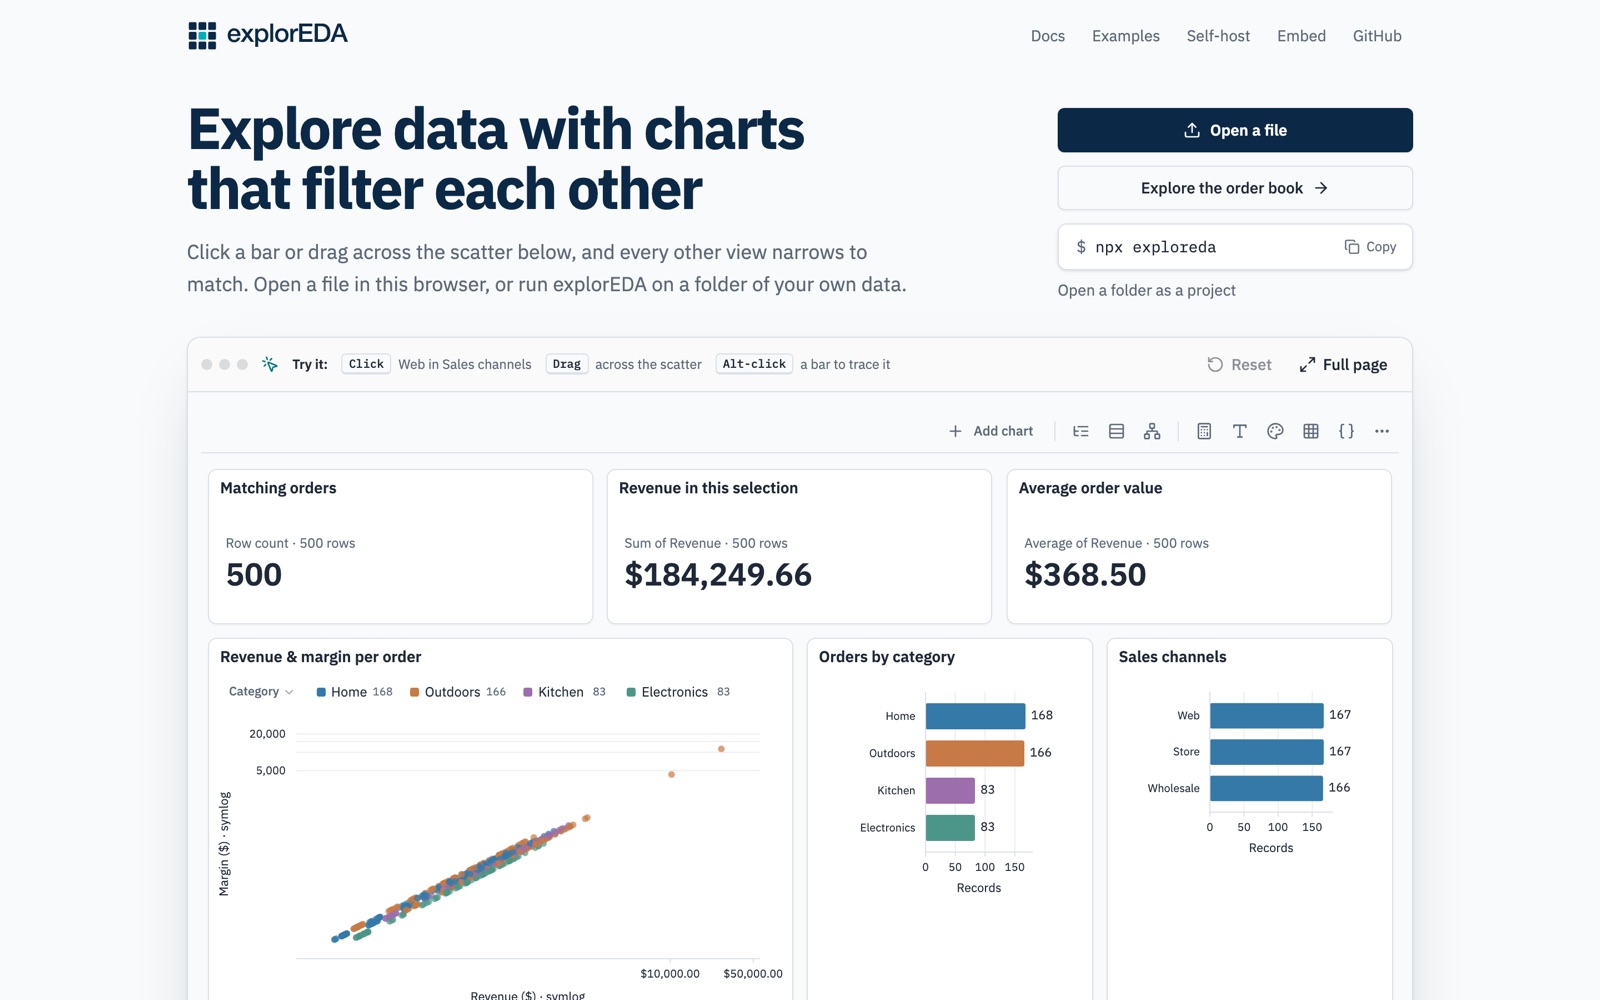 explorEDA
Docs Examples Self-host Embed GitHub
Explore data with charts
that filter each other
Click a bar or drag across the scatter below, and every other view narrows to
match. Open a file in this browser, or run explorEDA on a folder of your own data.
Open a file
Explore the order book →
$ npx exploreda Copy
Open a folder as a project
Try it: Click Web in Sales channels Drag across the scatter Alt-click a bar to trace it
Reset Full page
+ Add chart
Matching orders
Row count · 500 rows
500
Revenue in this selection
Sum of Revenue · 500 rows
$184,249.66
Average order value
Average of Revenue · 500 rows
$368.50
Revenue & margin per order
Category Home 168 Outdoors 166 Kitchen 83 Electronics 83
20,000
5,000
Margin ($) · symlog
$10,000.00 $50,000.00
Revenue ($) · symlog
Orders by category
Home 168
Outdoors 166
Kitchen 83
Electronics 83
0 50 100 150
Records
Sales channels
Web 167
Store 167
Wholesale 166
0 50 100 150
Records